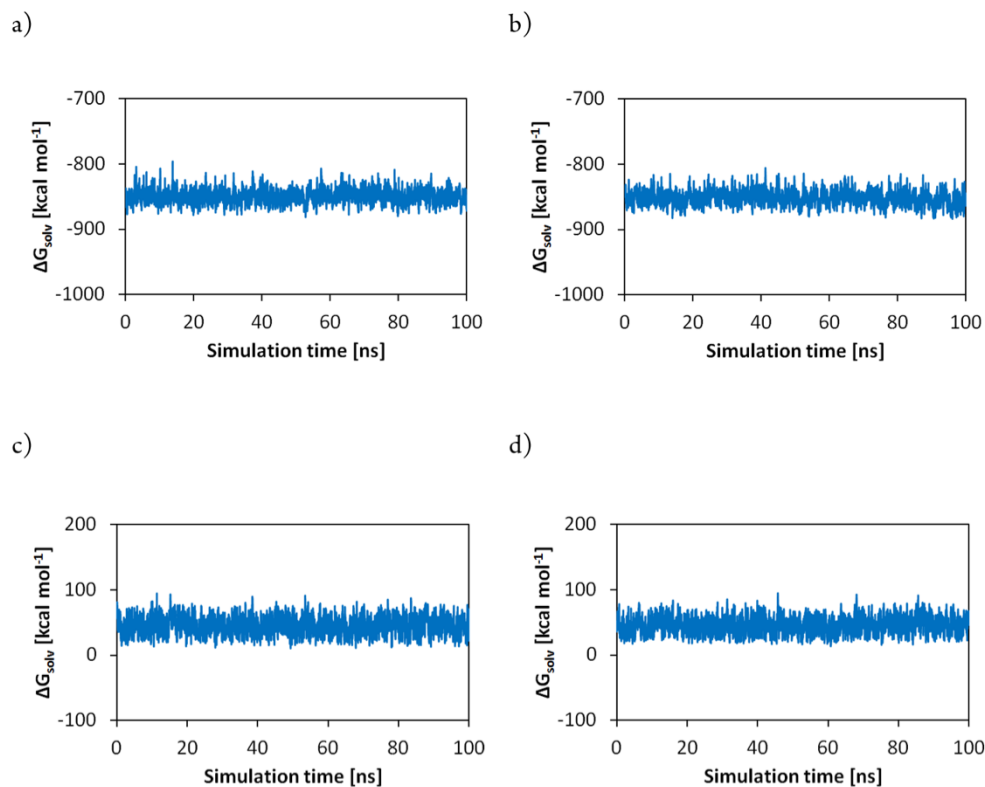 a)
b)
-700
-800
-900
-1000
ΔGsolv [kcal mol-1]
0 20 40 60 80 100
Simulation time [ns]
-700
-800
-900
-1000
ΔGsolv [kcal mol-1]
0 20 40 60 80 100
Simulation time [ns]
c)
d)
200
100
0
-100
ΔGsolv [kcal mol-1]
0 20 40 60 80 100
Simulation time [ns]
200
100
0
-100
ΔGsolv [kcal mol-1]
0 20 40 60 80 100
Simulation time [ns]